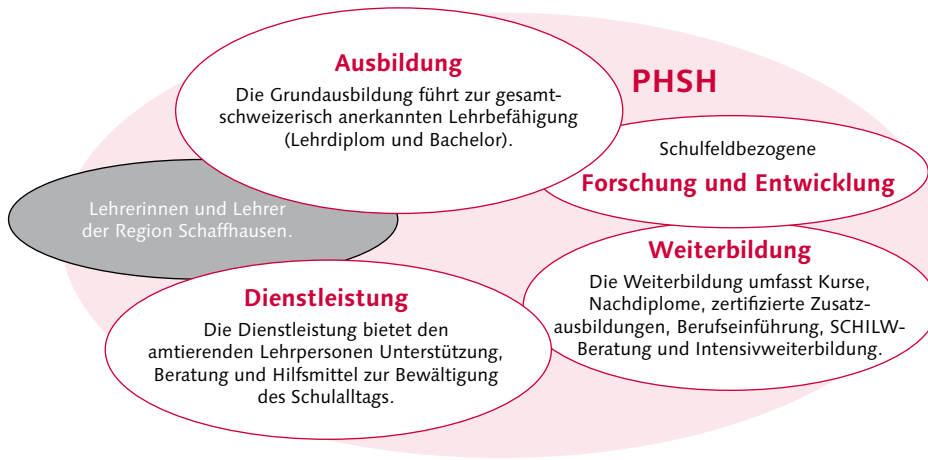 Ausbildung
Die Grundausbildung führt zur gesamt-
schweizerisch anerkannten Lehrbefähigung
(Lehrdiplom und Bachelor).
PHSH
Schulfeldbezogene
Forschung und Entwicklung
Lehrerinnen und Lehrer
der Region Schaffhausen.
Weiterbildung
Die Weiterbildung umfasst Kurse,
Nachdiplome, zertifizierte Zusatz-
ausbildungen, Berufseinführung, SCHILW-
Beratung und Intensivweiterbildung.
Dienstleistung
Die Dienstleistung bietet den
amtierenden Lehrpersonen Unterstützung,
Beratung und Hilfsmittel zur Bewältigung
des Schulalltags.